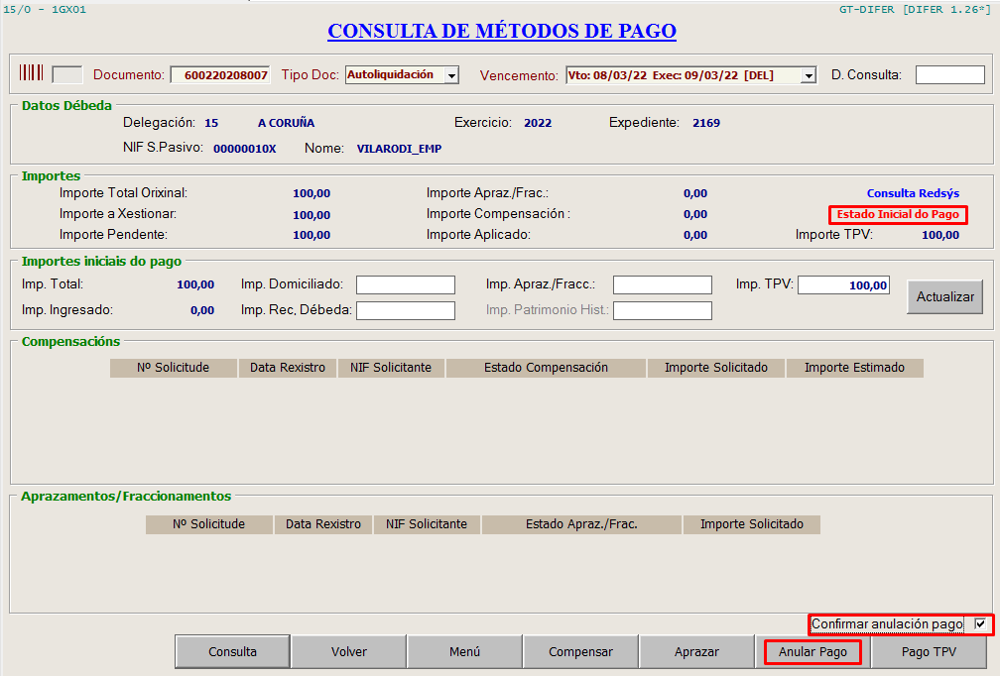 15/O - 1GX01 GT-DIFER [DIFER 1.26*]
CONSULTA DE MÉTODOS DE PAGO
Documento: 600220208007 Tipo Doc: Autoliquidación Vencemento: Vto: 08/03/22 Exec: 09/03/22 [DEL] D. Consulta:
Datos Débeda
Delegación: 15 A CORUÑA Exercicio: 2022 Expediente: 2169
NIF S.Pasivo: 00000010X Nome: VILARODI_EMP
Importes
Importe Total Orixinal: 100,00 Importe Apraz./Frac.: 0,00 Consulta Redsýs
Importe a Xestionar: 100,00 Importe Compensación : 0,00 Estado Inicial do Pago
Importe Pendente: 100,00 Importe Aplicado: 0,00 Importe TPV: 100,00
Importes iniciais do pago
Imp. Total: 100,00 Imp. Domiciliado: Imp. Apraz./Fracc.: Imp. TPV: 100,00 Actualizar
Imp. Ingresado: 0,00 Imp. Rec, Débeda: Imp. Patrimonio Hist.:
Compensacións
Nº Solicitude Data Rexistro NIF Solicitante Estado Compensación Importe Solicitado Importe Estimado
Aprazamentos/Fraccionamentos
Nº Solicitude Data Rexistro NIF Solicitante Estado Apraz./Frac. Importe Solicitado
Confirmar anulación pago
Consulta Volver Menú Compensar Aprazar Anular Pago Pago TPV